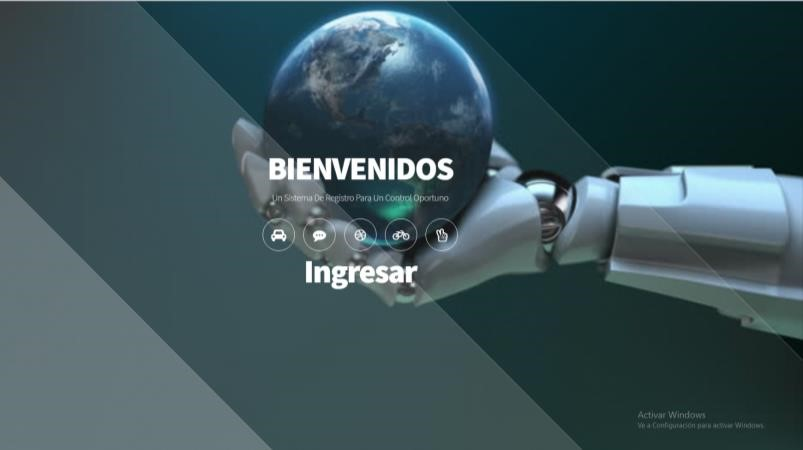 BIENVENIDOS
Un Sistema De Registro Para Un Control Oportuno
Ingresar
Activar Windows
Ve a Configuración para activar Windows.